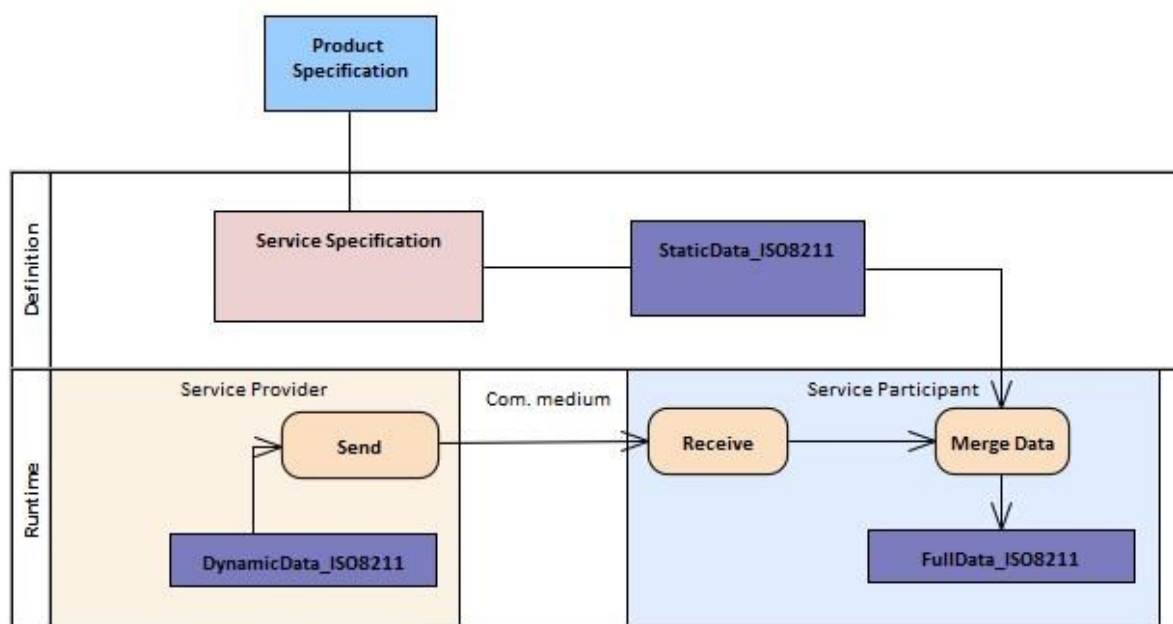 Product
Specification
Definition
Service Specification
StaticData_ISO8211
Runtime
Service Provider
Com. medium
Service Participant
Send
Receive
Merge Data
DynamicData_ISO8211
FullData_ISO8211